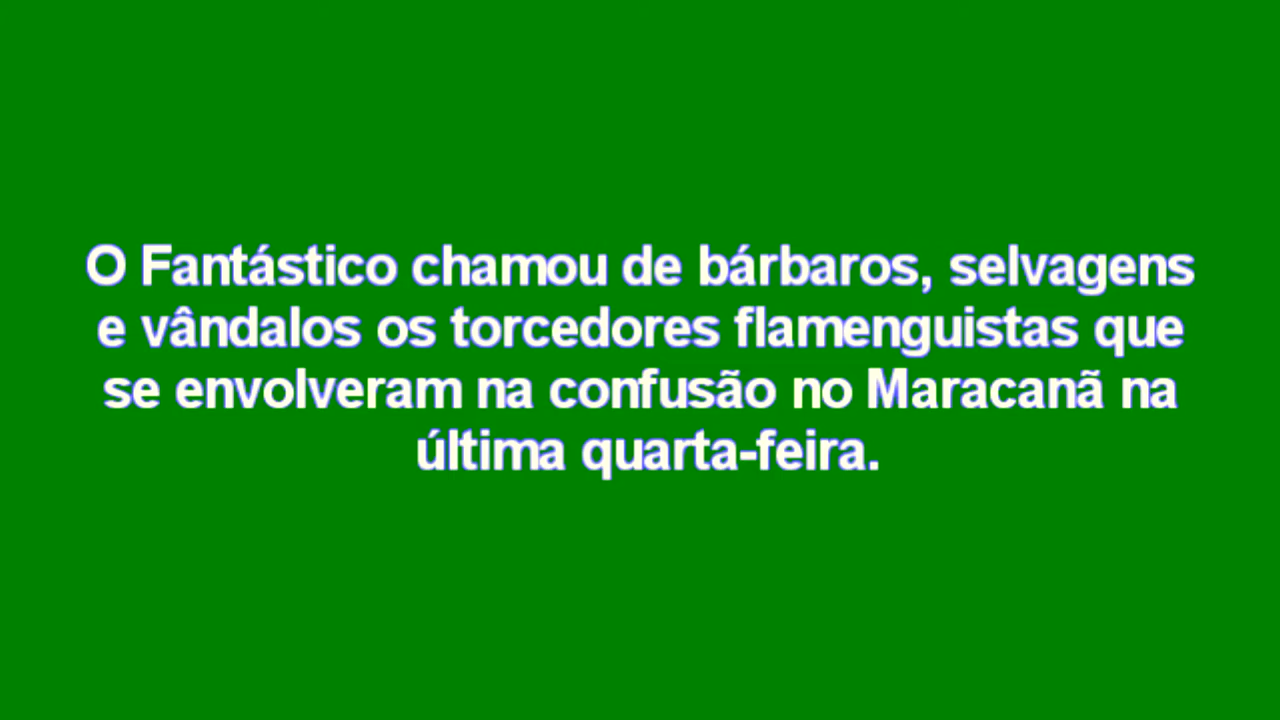 O Fantástico chamou de bárbaros, selvagens
e vândalos os torcedores flamenguistas que
se envolveram na confusão no Maracanã na
última quarta-feira.